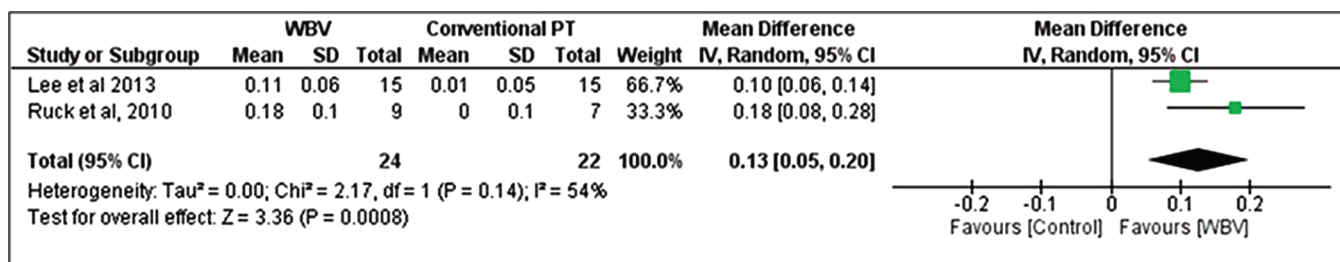 WBV Conventional PT Mean Difference Mean Difference
Study or Subgroup Mean SD Total Mean SD Total Weight IV, Random, 95% CI IV, Random, 95% CI
Lee et al 2013 0.11 0.06 15 0.01 0.05 15 66.7% 0.10 [0.06, 0.14]
Ruck et al, 2010 0.18 0.1 9 0 0.1 7 33.3% 0.18 [0.08, 0.28]
Total (95% CI) 24 22 100.0% 0.13 [0.05, 0.20]
Heterogeneity: Tau² = 0.00; Chi² = 2.17, df = 1 (P = 0.14); I² = 54%
Test for overall effect: Z = 3.36 (P = 0.0008)
-0.2 -0.1 0 0.1 0.2
Favours [Control] Favours [WBV]